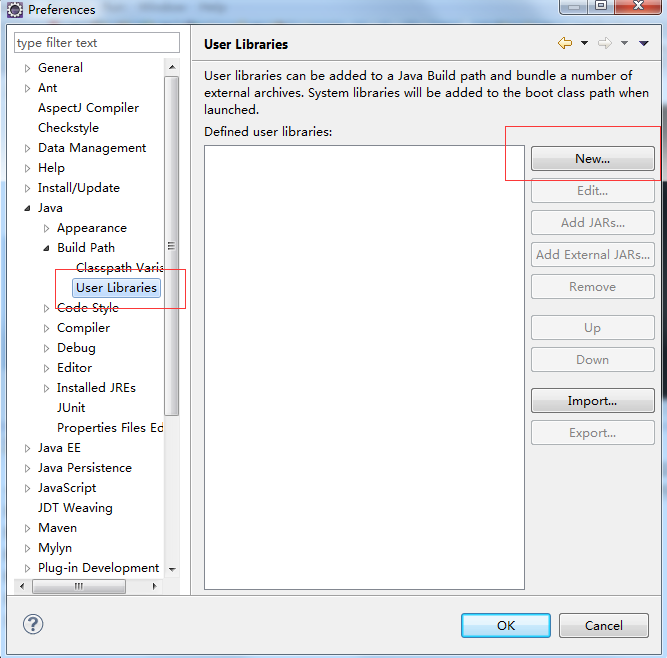 Preferences
type filter text
General
Ant
AspectJ Compiler
Checkstyle
Data Management
Help
Install/Update
Java
Appearance
Build Path
Classpath Varia
User Libraries
Code Style
Compiler
Debug
Editor
Installed JREs
JUnit
Properties Files Ed
Java EE
Java Persistence
JavaScript
JDT Weaving
Maven
Mylyn
Plug-in Development
User Libraries
User libraries can be added to a Java Build path and bundle a number of
external archives. System libraries will be added to the boot class path when
launched.
Defined user libraries:
New...
Edit...
Add JARs...
Add External JARs...
Remove
Up
Down
Import...
Export...
?
OK
Cancel